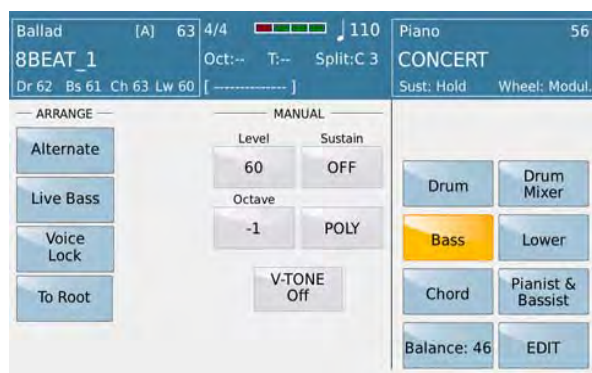 Ballad [A] 63
8BEAT_1
Dr 62 Bs 61 Ch 63 Lw 60
4/4 ♩110
Oct:-- T:-- Split:C 3
[ -------------- ]
Piano 56
CONCERT
Sust: Hold Wheel: Modul.
ARRANGE
Alternate
Live Bass
Voice
Lock
To Root
MANUAL
Level Sustain
60 OFF
Octave
-1 POLY
V-TONE
Off
Drum
Drum
Mixer
Bass
Lower
Chord
Pianist &
Bassist
Balance: 46
EDIT